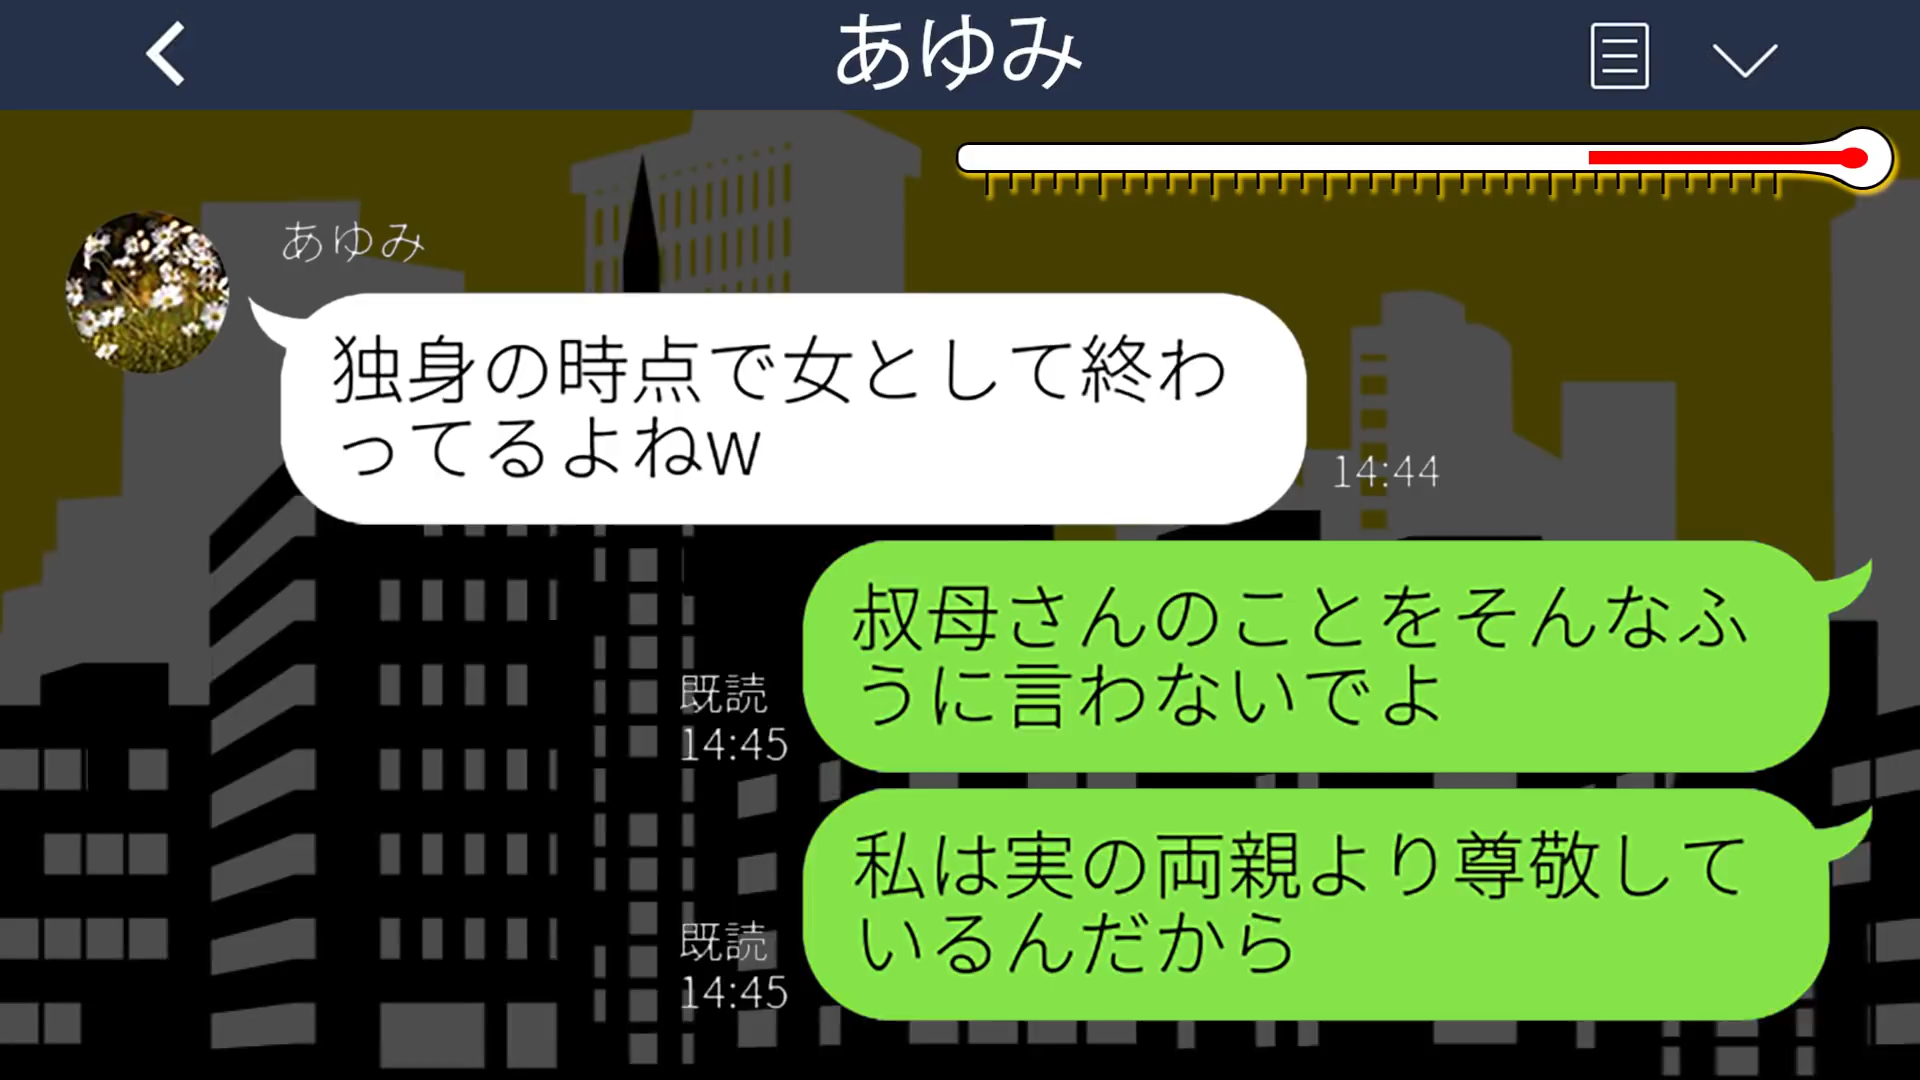 あゆみ
あゆみ
独身の時点で女として終わ
ってるよねw
14:44
叔母さんのことをそんなふ
うに言わないでよ
既読
14:45
私は実の両親より尊敬して
いるんだから
既読
14:45